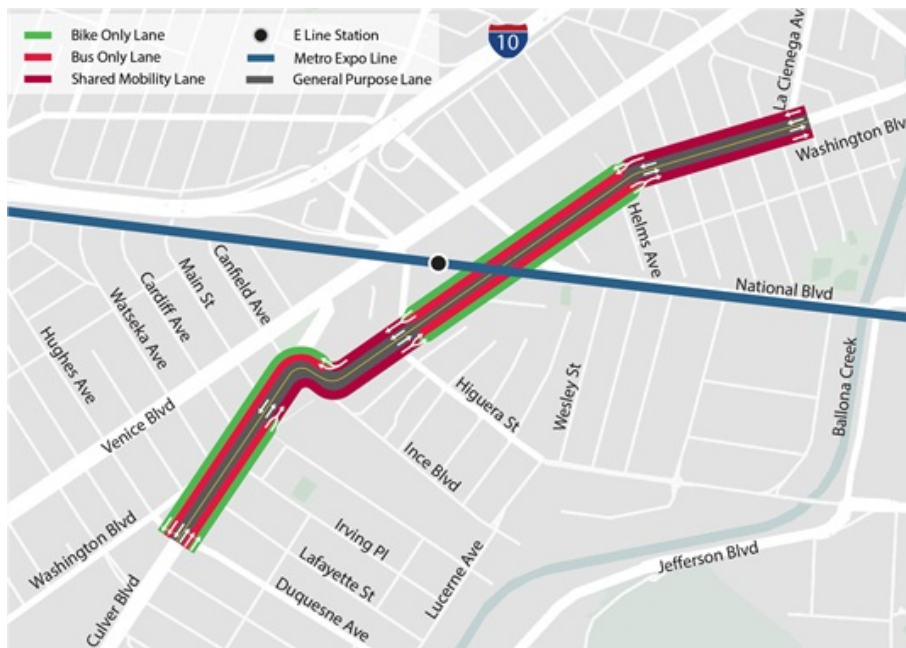 Bike Only Lane
Bus Only Lane
Shared Mobility Lane
E Line Station
Metro Expo Line
General Purpose Lane
10
La Cienega Av
Washington Blv
Helms Ave
National Blvd
Canfield Ave
Main St
Cardiff Ave
Watseka Ave
Hughes Ave
Venice Blvd
Higuera St
Wesley St
Ballona Creek
Ince Blvd
Washington Blvd
Irving Pl
Lafayette St
Lucerne Ave
Jefferson Blvd
Duquesne Ave
Culver Blvd